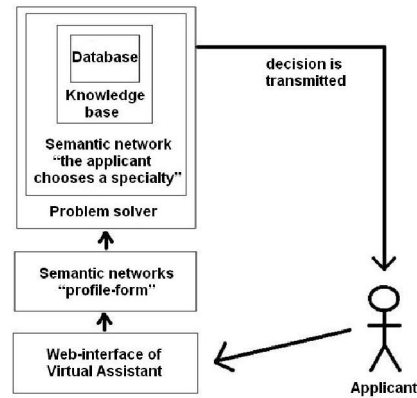 Database
Knowledge
base
Semantic network
“the applicant
chooses a specialty”
Problem solver
decision is
transmitted
Semantic networks
“profile-form”
Web-interface of
Virtual Assistant
Applicant